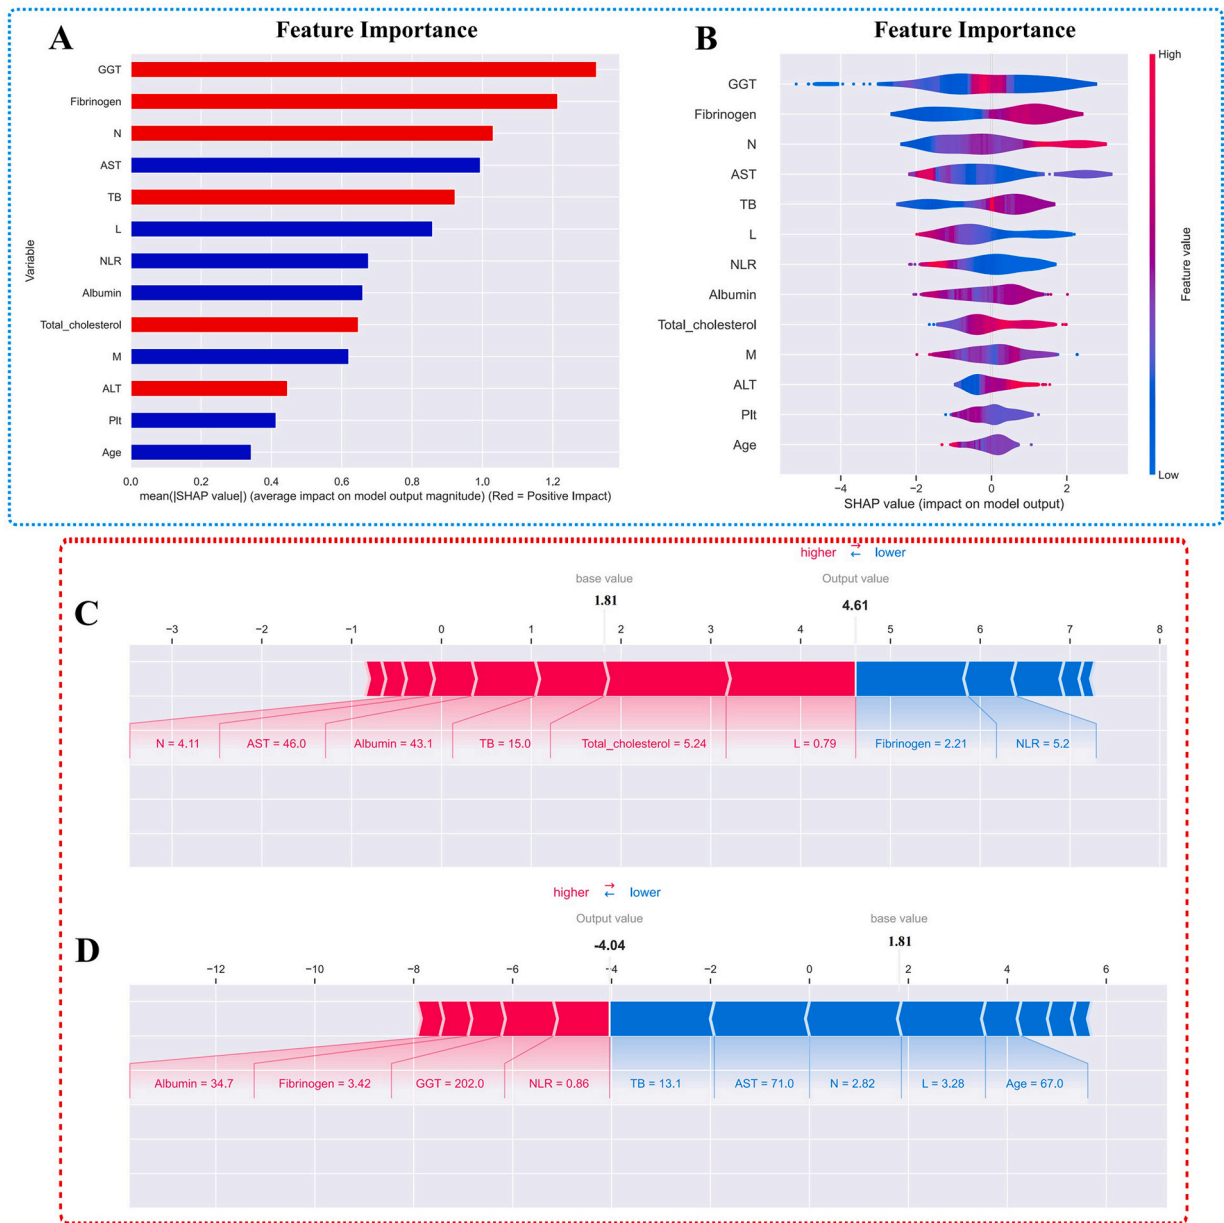 A
Feature Importance
GGT
Fibrinogen
N
AST
TB
L
NLR
Albumin
Total_cholesterol
M
ALT
Plt
Age
Variable
0.0 0.2 0.4 0.6 0.8 1.0 1.2
mean(|SHAP value|) (average impact on model output magnitude) (Red = Positive Impact)
B
Feature Importance
GGT
Fibrinogen
N
AST
TB
L
NLR
Albumin
Total_cholesterol
M
ALT
Plt
Age
−4 −2 0 2
SHAP value (impact on model output)
High
Feature value
Low
C
higher → ← lower
base value Output value
1.81 4.61
−3 −2 −1 0 1 2 3 4 5 6 7 8
N = 4.11 AST = 46.0 Albumin = 43.1 TB = 15.0 Total_cholesterol = 5.24 L = 0.79 Fibrinogen = 2.21 NLR = 5.2
D
higher → ← lower
Output value base value
-4.04 1.81
−12 −10 −8 −6 −4 −2 0 2 4 6
Albumin = 34.7 Fibrinogen = 3.42 GGT = 202.0 NLR = 0.86 TB = 13.1 AST = 71.0 N = 2.82 L = 3.28 Age = 67.0